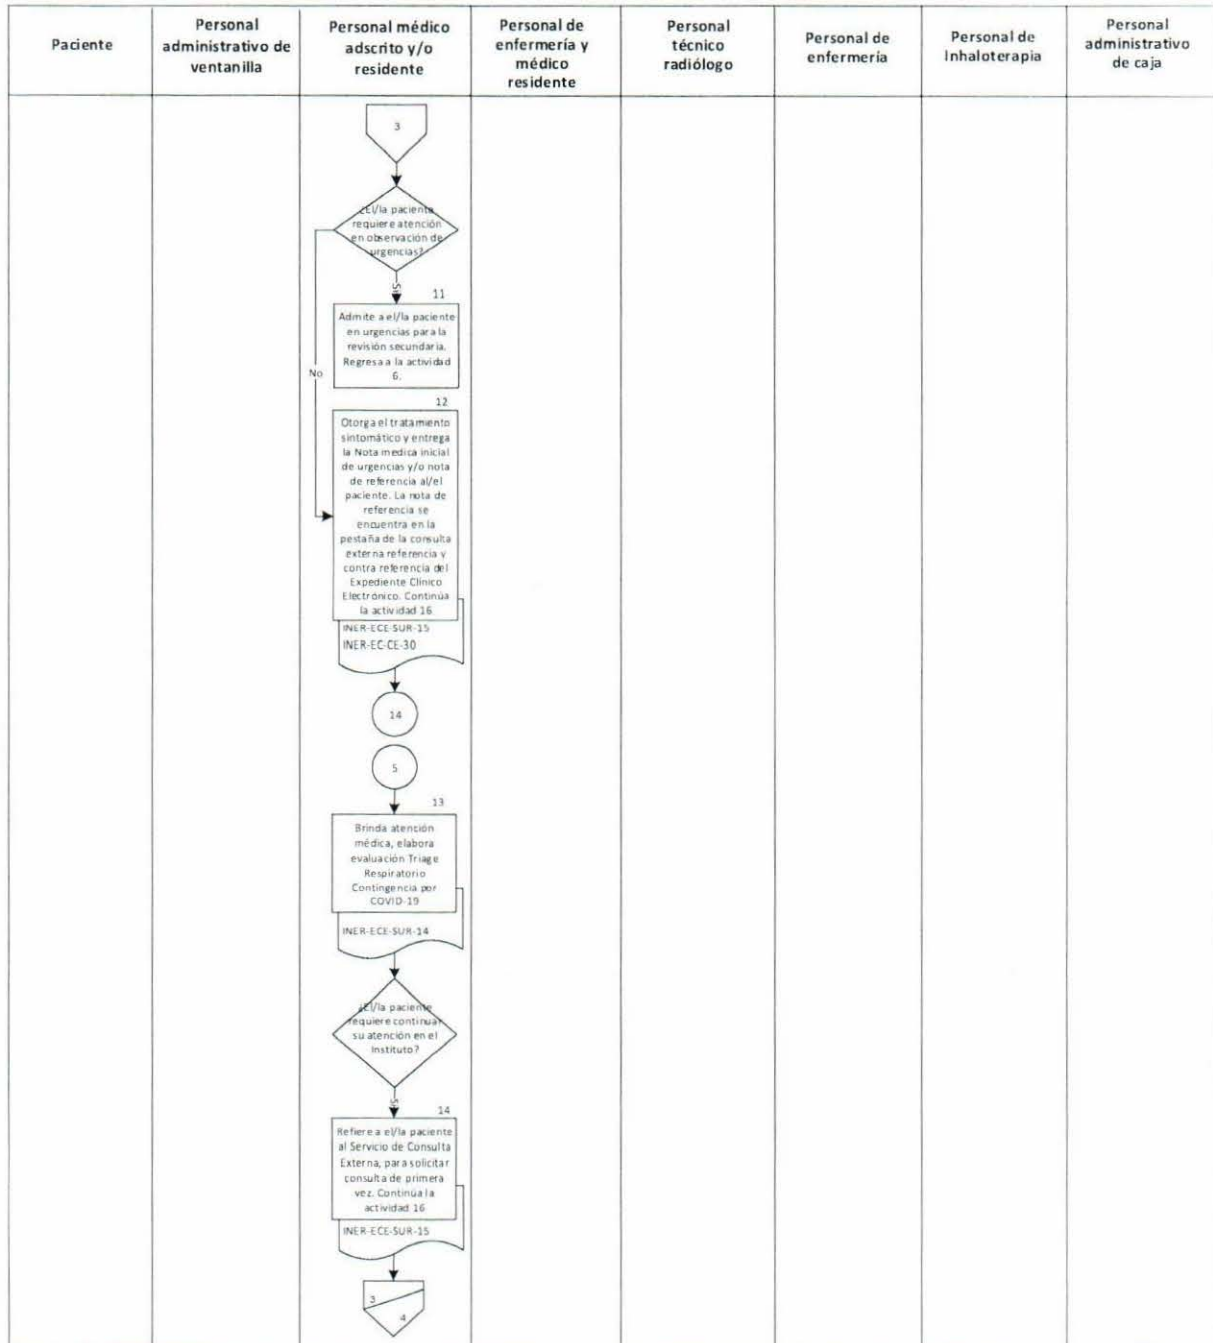 Paciente
Personal
administrativo de
ventanilla
Personal médico
adscrito y/o
residente
Personal de
enfermería y
médico
residente
Personal
técnico
radiólogo
Personal de
enfermería
Personal de
Inhaloterapia
Personal
administrativo
de caja
3
¿El/la paciente
requiere atención
en observación de
urgencias?
Si
No
11
Admite a el/la paciente
en urgencias para la
revisión secundaria.
Regresa a la actividad
6.
12
Otorga el tratamiento
sintomático y entrega
la Nota medica inicial
de urgencias y/o nota
de referencia al/el
paciente. La nota de
referencia se
encuentra en la
pestaña de la consulta
externa referencia y
contra referencia del
Expediente Clínico
Electrónico. Continúa
la actividad 16
INER-ECE-SUR-15
INER-EC-CE-30
14
5
13
Brinda atención
médica, elabora
evaluación Triage
Respiratorio
Contingencia por
COVID-19
INER-ECE-SUR-14
¿El/la paciente
requiere continuar
su atención en el
Instituto?
Si
14
Refiere a el/la paciente
al Servicio de Consulta
Externa, para solicitar
consulta de primera
vez. Continúa la
actividad 16
INER-ECE-SUR-15
3
4